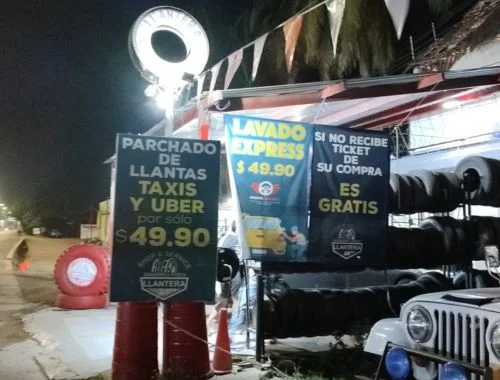 LLANTERA
PARCHADO
DE
LLANTAS
TAXIS
Y UBER
por sólo
$49.90
LLANTERA
LAVADO
EXPRESS
$49.90
SI NO RECIBE
TICKET
DE
SU COMPRA
ES
GRATIS
LLANTERA